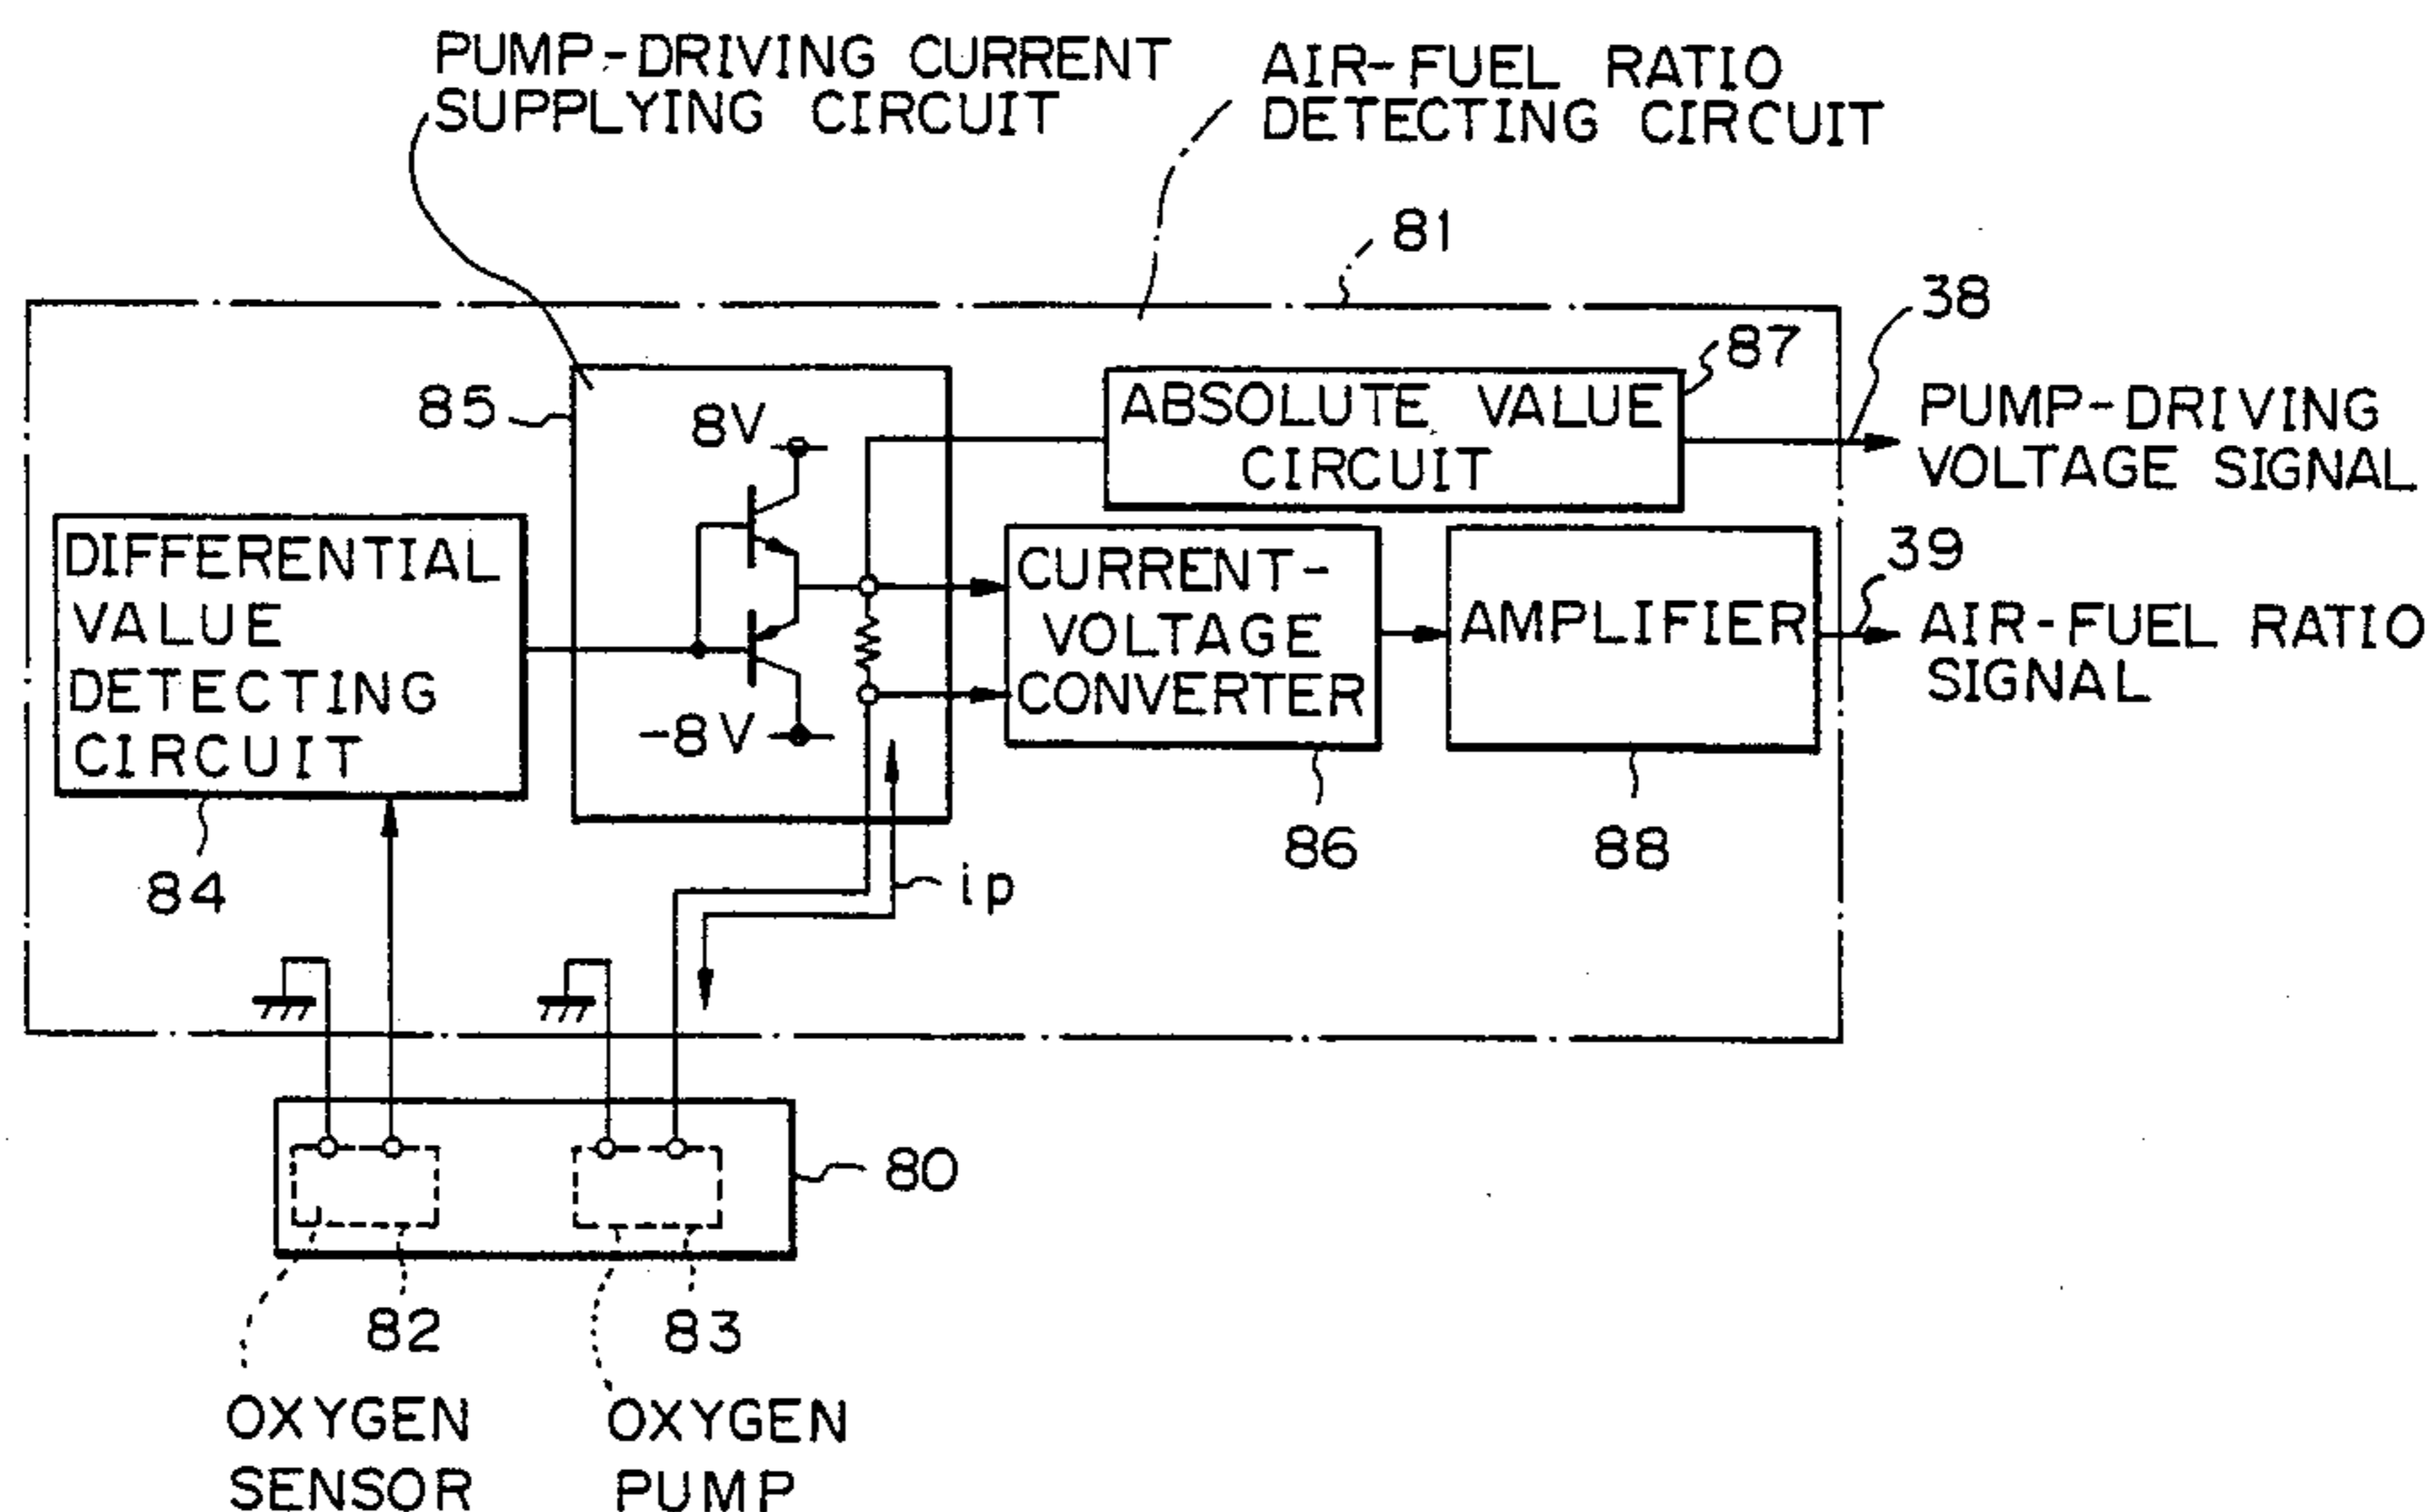 PUMP-DRIVING CURRENT
SUPPLYING CIRCUIT
AIR-FUEL RATIO
DETECTING CIRCUIT
81
38
87
85
8V
ABSOLUTE VALUE
CIRCUIT
PUMP-DRIVING
VOLTAGE SIGNAL
DIFFERENTIAL
VALUE
DETECTING
CIRCUIT
CURRENT-
VOLTAGE
CONVERTER
AMPLIFIER
39
AIR-FUEL RATIO
SIGNAL
-8V
84
ip
86
88
80
82
83
OXYGEN
SENSOR
OXYGEN
PUMP